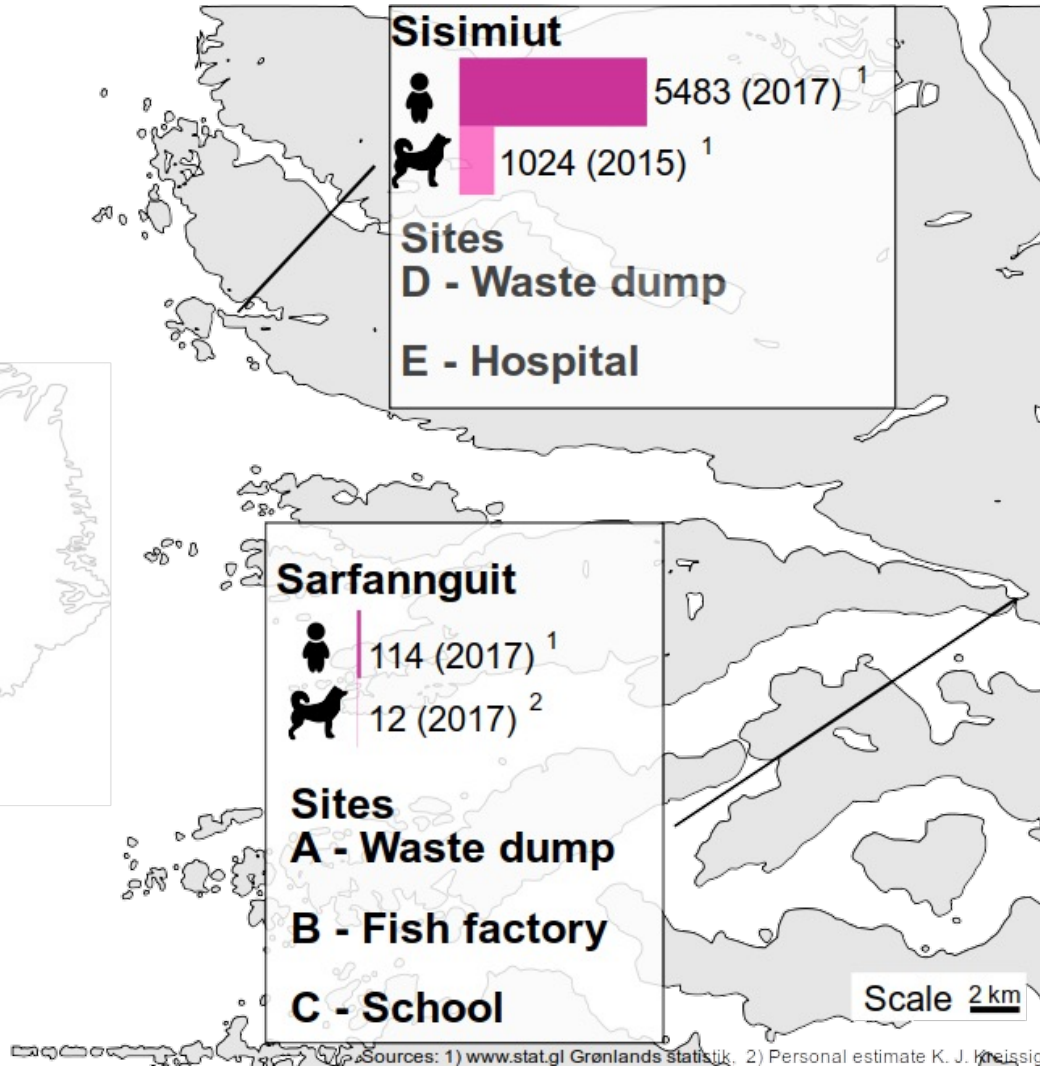 Sisimiut
5483 (2017) 1
1024 (2015) 1
Sites
D - Waste dump
E - Hospital
Sarfannguit
114 (2017) 1
12 (2017) 2
Sites
A - Waste dump
B - Fish factory
C - School
Scale 2 km
Sources: 1) www.stat.gl Grønlands statistik. 2) Personal estimate K. J. Kreissig